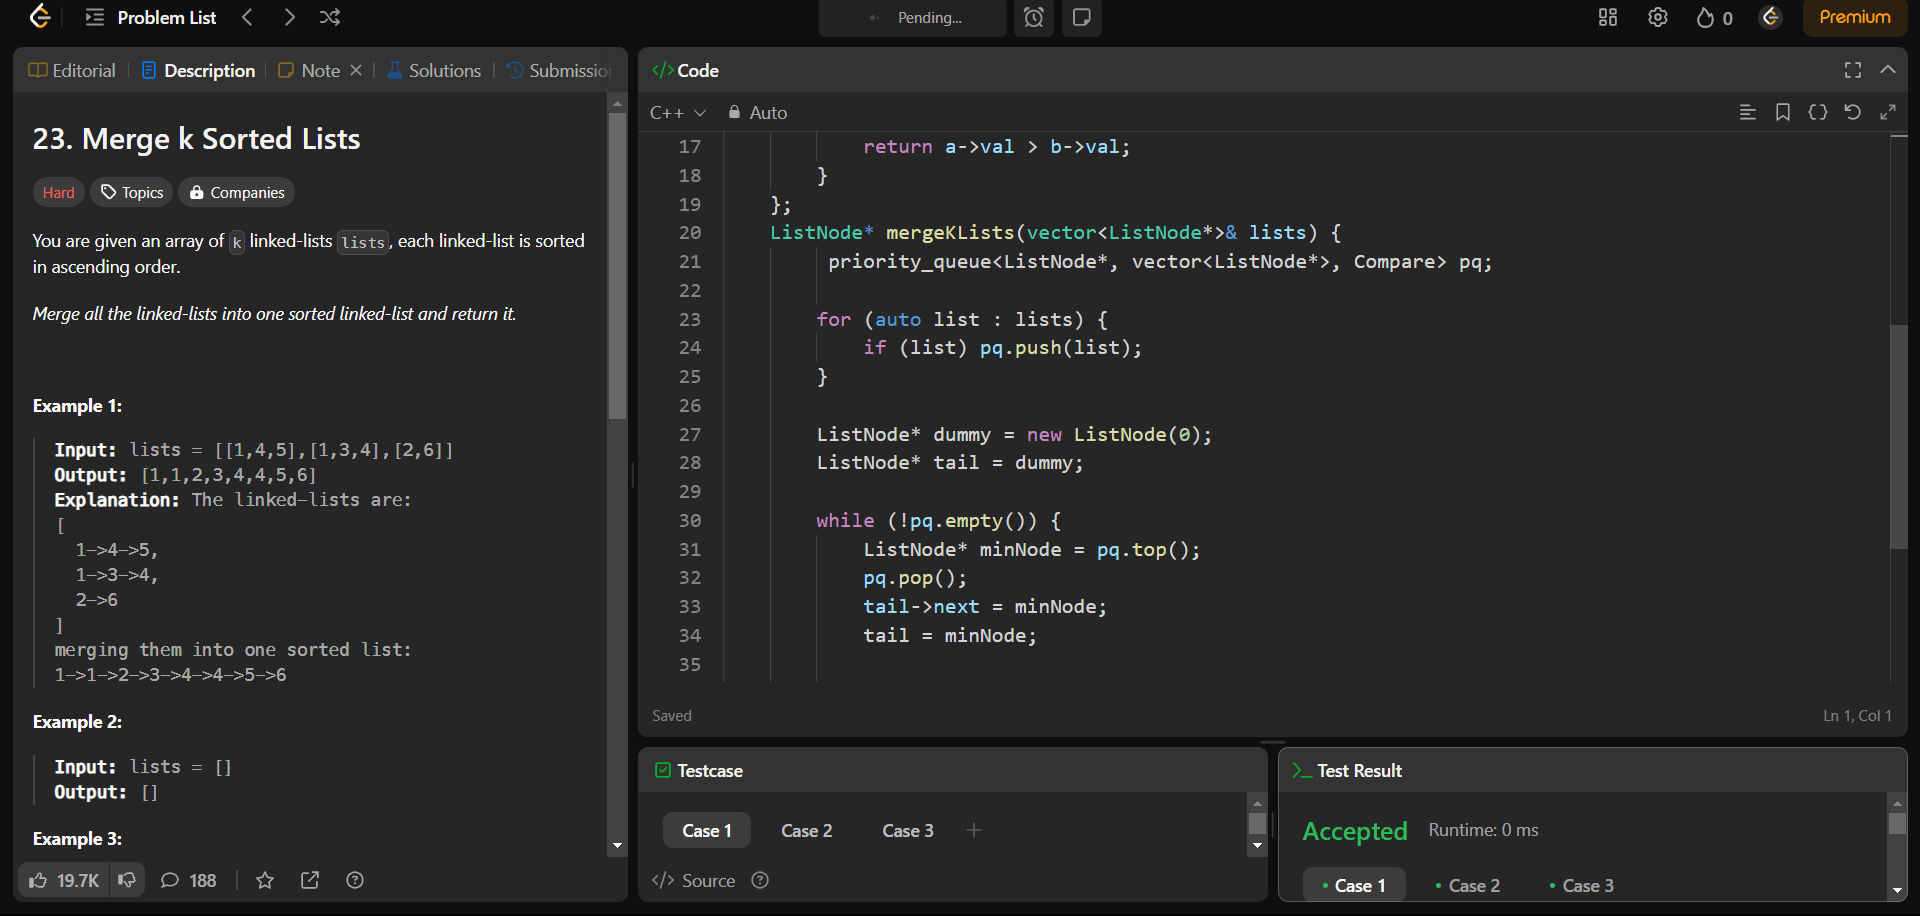 Problem List
Pending...
0
Premium
Editorial
Description
Note
Solutions
Submissio
23. Merge k Sorted Lists
Hard
Topics
Companies
You are given an array of k linked-lists lists, each linked-list is sorted
in ascending order.
Merge all the linked-lists into one sorted linked-list and return it.
Example 1:
Input: lists = [[1,4,5],[1,3,4],[2,6]]
Output: [1,1,2,3,4,4,5,6]
Explanation: The linked-lists are:
[
  1->4->5,
  1->3->4,
  2->6
]
merging them into one sorted list:
1->1->2->3->4->4->5->6
Example 2:
Input: lists = []
Output: []
Example 3:
19.7K
188
</> Code
C++
Auto
17 return a->val > b->val;
18 }
19 };
20 ListNode* mergeKLists(vector<ListNode*>& lists) {
21 priority_queue<ListNode*, vector<ListNode*>, Compare> pq;
22
23 for (auto list : lists) {
24 if (list) pq.push(list);
25 }
26
27 ListNode* dummy = new ListNode(0);
28 ListNode* tail = dummy;
29
30 while (!pq.empty()) {
31 ListNode* minNode = pq.top();
32 pq.pop();
33 tail->next = minNode;
34 tail = minNode;
35
Saved
Ln 1, Col 1
Testcase
Case 1
Case 2
Case 3
+
</> Source
>_ Test Result
Accepted
Runtime: 0 ms
• Case 1
• Case 2
• Case 3